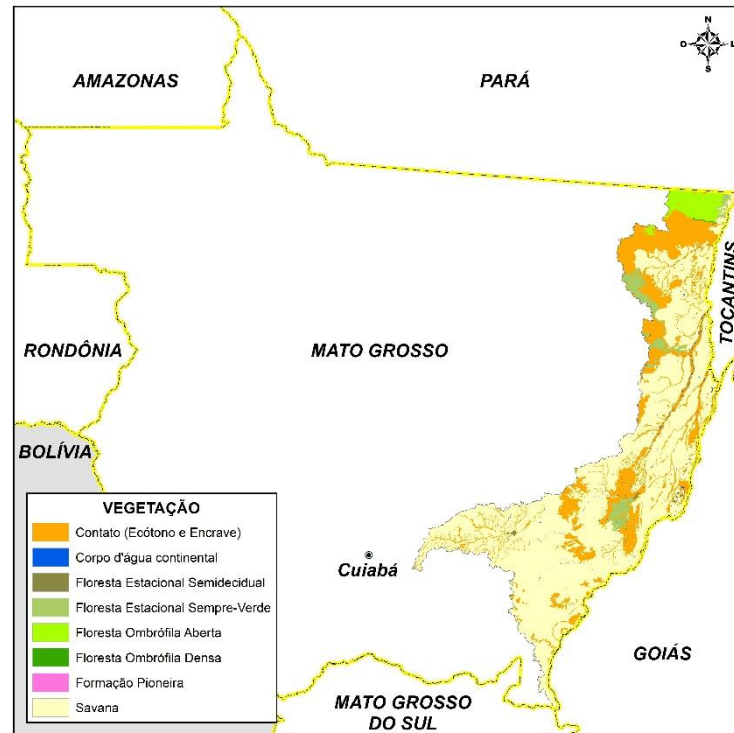 N
O L
S
AMAZONAS
PARÁ
TOCANTINS
RONDÔNIA
MATO GROSSO
BOLÍVIA
VEGETAÇÃO
Contato (Ecótono e Encrave)
Corpo d'água continental
Floresta Estacional Semidecidual
Floresta Estacional Sempre-Verde
Floresta Ombrófila Aberta
Floresta Ombrófila Densa
Formação Pioneira
Savana
Cuiabá
GOIÁS
MATO GROSSO
DO SUL